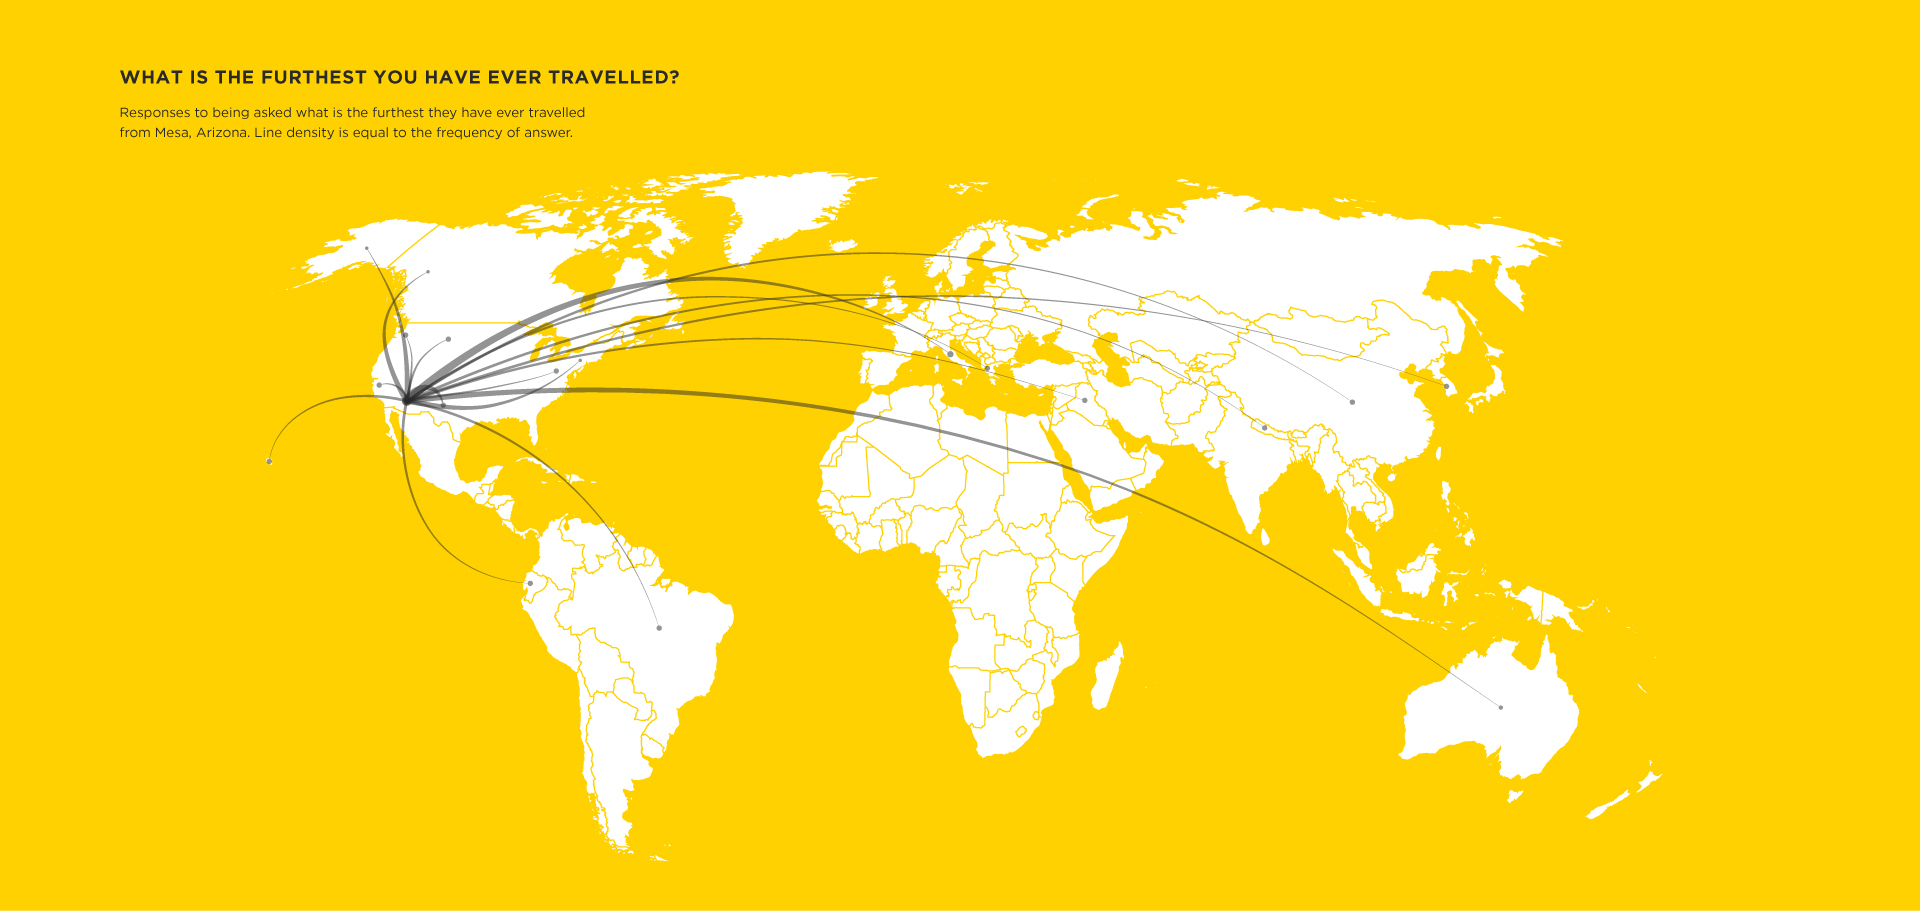 WHAT IS THE FURTHEST YOU HAVE EVER TRAVELLED?
Responses to being asked what is the furthest they have ever travelled
from Mesa, Arizona. Line density is equal to the frequency of answer.